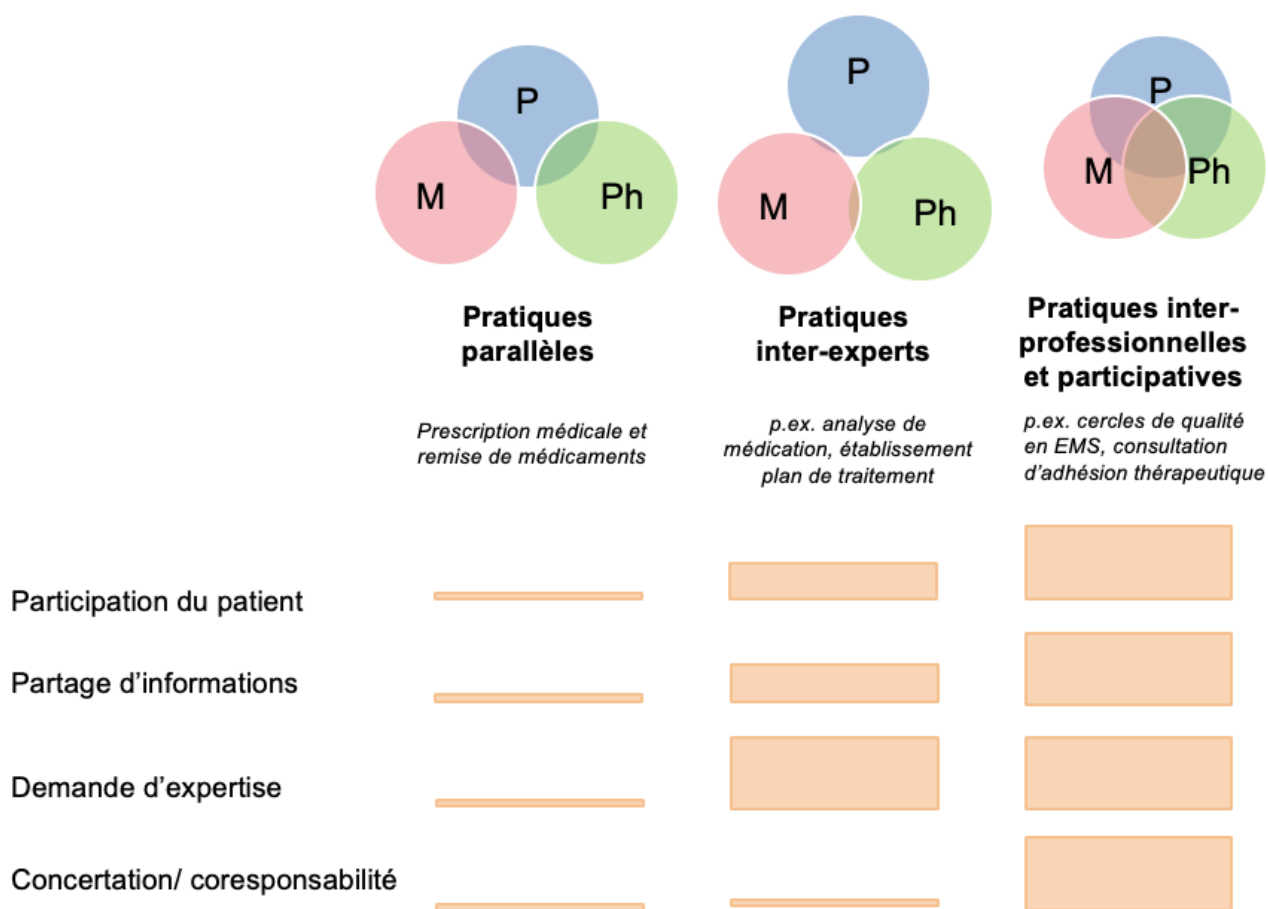 P
M
Ph
P
M
Ph
P
M
Ph
Pratiques
parallèles
Pratiques
inter-experts
Pratiques inter-
professionnelles
et participatives
Prescription médicale et
remise de médicaments
p.ex. analyse de
médication, établissement
plan de traitement
p.ex. cercles de qualité
en EMS, consultation
d'adhésion thérapeutique
Participation du patient
Partage d'informations
Demande d'expertise
Concertation/ coresponsabilité